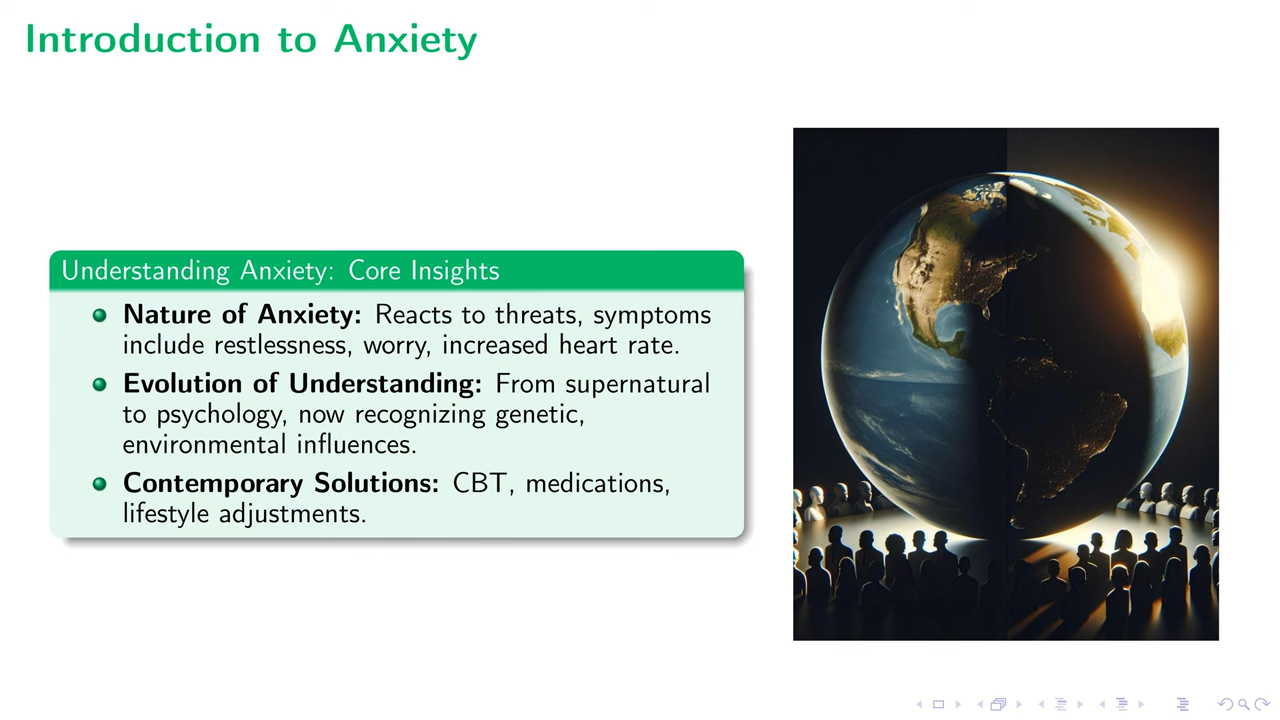 Introduction to Anxiety
Understanding Anxiety: Core Insights
Nature of Anxiety: Reacts to threats, symptoms
include restlessness, worry, increased heart rate.
Evolution of Understanding: From supernatural
to psychology, now recognizing genetic,
environmental influences.
Contemporary Solutions: CBT, medications,
lifestyle adjustments.